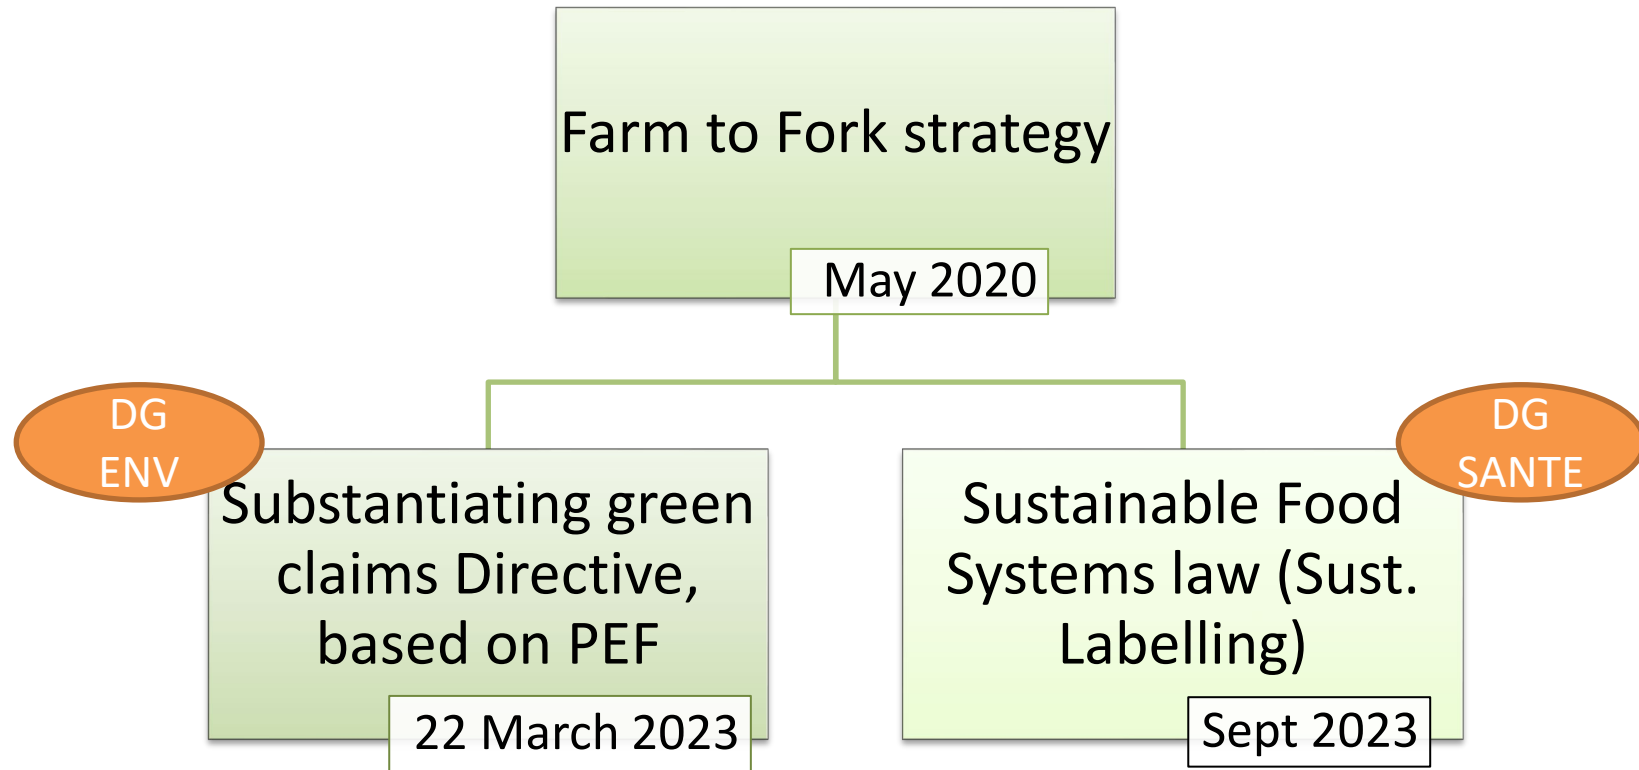 Farm to Fork strategy
May 2020
DG
ENV
Substantiating green
claims Directive,
based on PEF
22 March 2023
DG
SANTE
Sustainable Food
Systems law (Sust.
Labelling)
Sept 2023